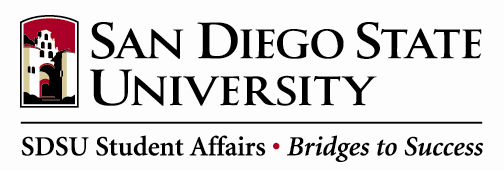 SAN DIEGO STATE
UNIVERSITY
SDSU Student Affairs • Bridges to Success